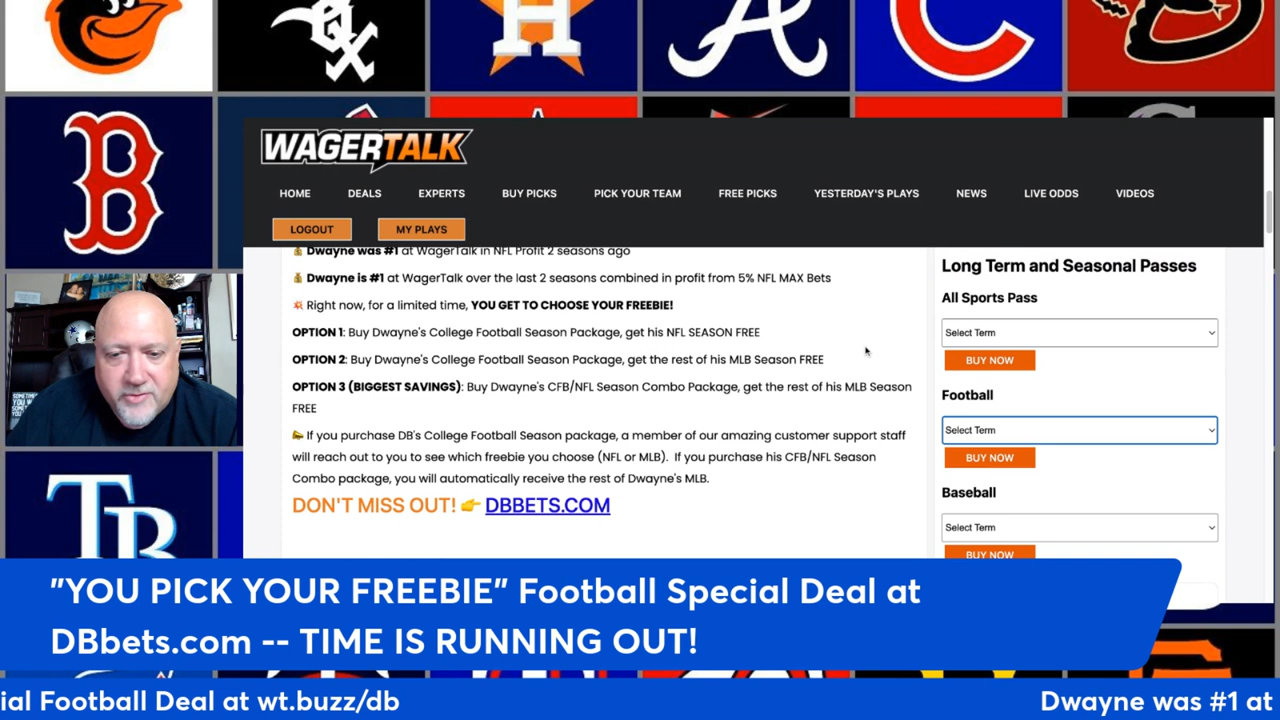 WAGERTALK
HOME DEALS EXPERTS BUY PICKS PICK YOUR TEAM FREE PICKS YESTERDAY'S PLAYS NEWS LIVE ODDS VIDEOS
LOGOUT MY PLAYS
Dwayne was #1 at WagerTalk in NFL Profit 2 seasons ago
Dwayne is #1 at WagerTalk over the last 2 seasons combined in profit from 5% NFL MAX Bets
Right now, for a limited time, YOU GET TO CHOOSE YOUR FREEBIE!
OPTION 1: Buy Dwayne's College Football Season Package, get his NFL SEASON FREE
OPTION 2: Buy Dwayne's College Football Season Package, get the rest of his MLB Season FREE
OPTION 3 (BIGGEST SAVINGS): Buy Dwayne's CFB/NFL Season Combo Package, get the rest of his MLB Season
FREE
If you purchase DB's College Football Season package, a member of our amazing customer support staff
will reach out to you to see which freebie you choose (NFL or MLB). If you purchase his CFB/NFL Season
Combo package, you will automatically receive the rest of Dwayne's MLB.
DON'T MISS OUT! 👉 DBBETS.COM
Long Term and Seasonal Passes
All Sports Pass
Select Term
BUY NOW
Football
Select Term
BUY NOW
Baseball
Select Term
BUY NOW
B
TB
H
A
C
"YOU PICK YOUR FREEBIE" Football Special Deal at
DBbets.com -- TIME IS RUNNING OUT!
ial Football Deal at wt.buzz/db Dwayne was #1 at